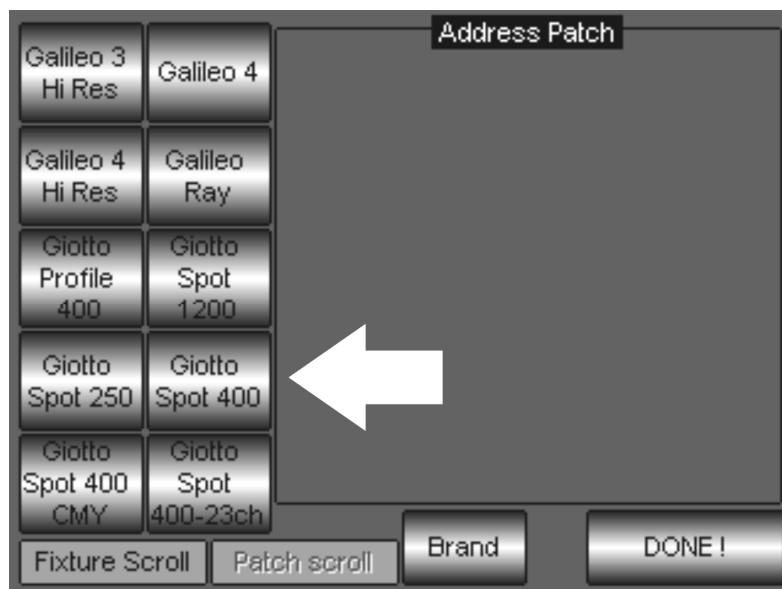 Address Patch
Galileo 3
Hi Res
Galileo 4
Galileo 4
Hi Res
Galileo
Ray
Giotto
Profile
400
Giotto
Spot
1200
Giotto
Spot 250
Giotto
Spot 400
Giotto
Spot 400
CMY
Giotto
Spot
400-23ch
Fixture Scroll
Patch scroll
Brand
DONE !